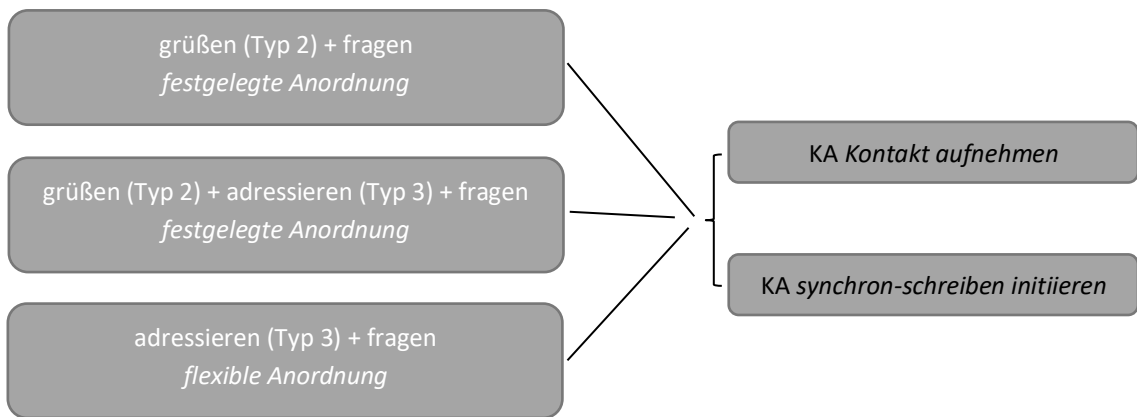 grüßen (Typ 2) + fragen
festgelegte Anordnung
grüßen (Typ 2) + adressieren (Typ 3) + fragen
festgelegte Anordnung
adressieren (Typ 3) + fragen
flexible Anordnung
KA Kontakt aufnehmen
KA synchron-schreiben initiieren